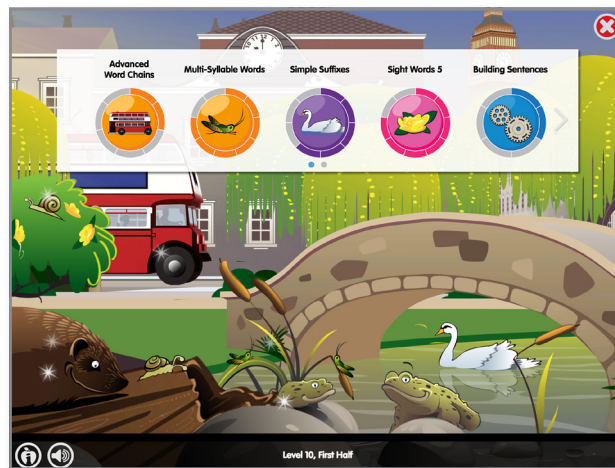 Advanced
Word Chains
Multi-Syllable Words
Simple Suffixes
Sight Words 5
Building Sentences
Level 10, First Half